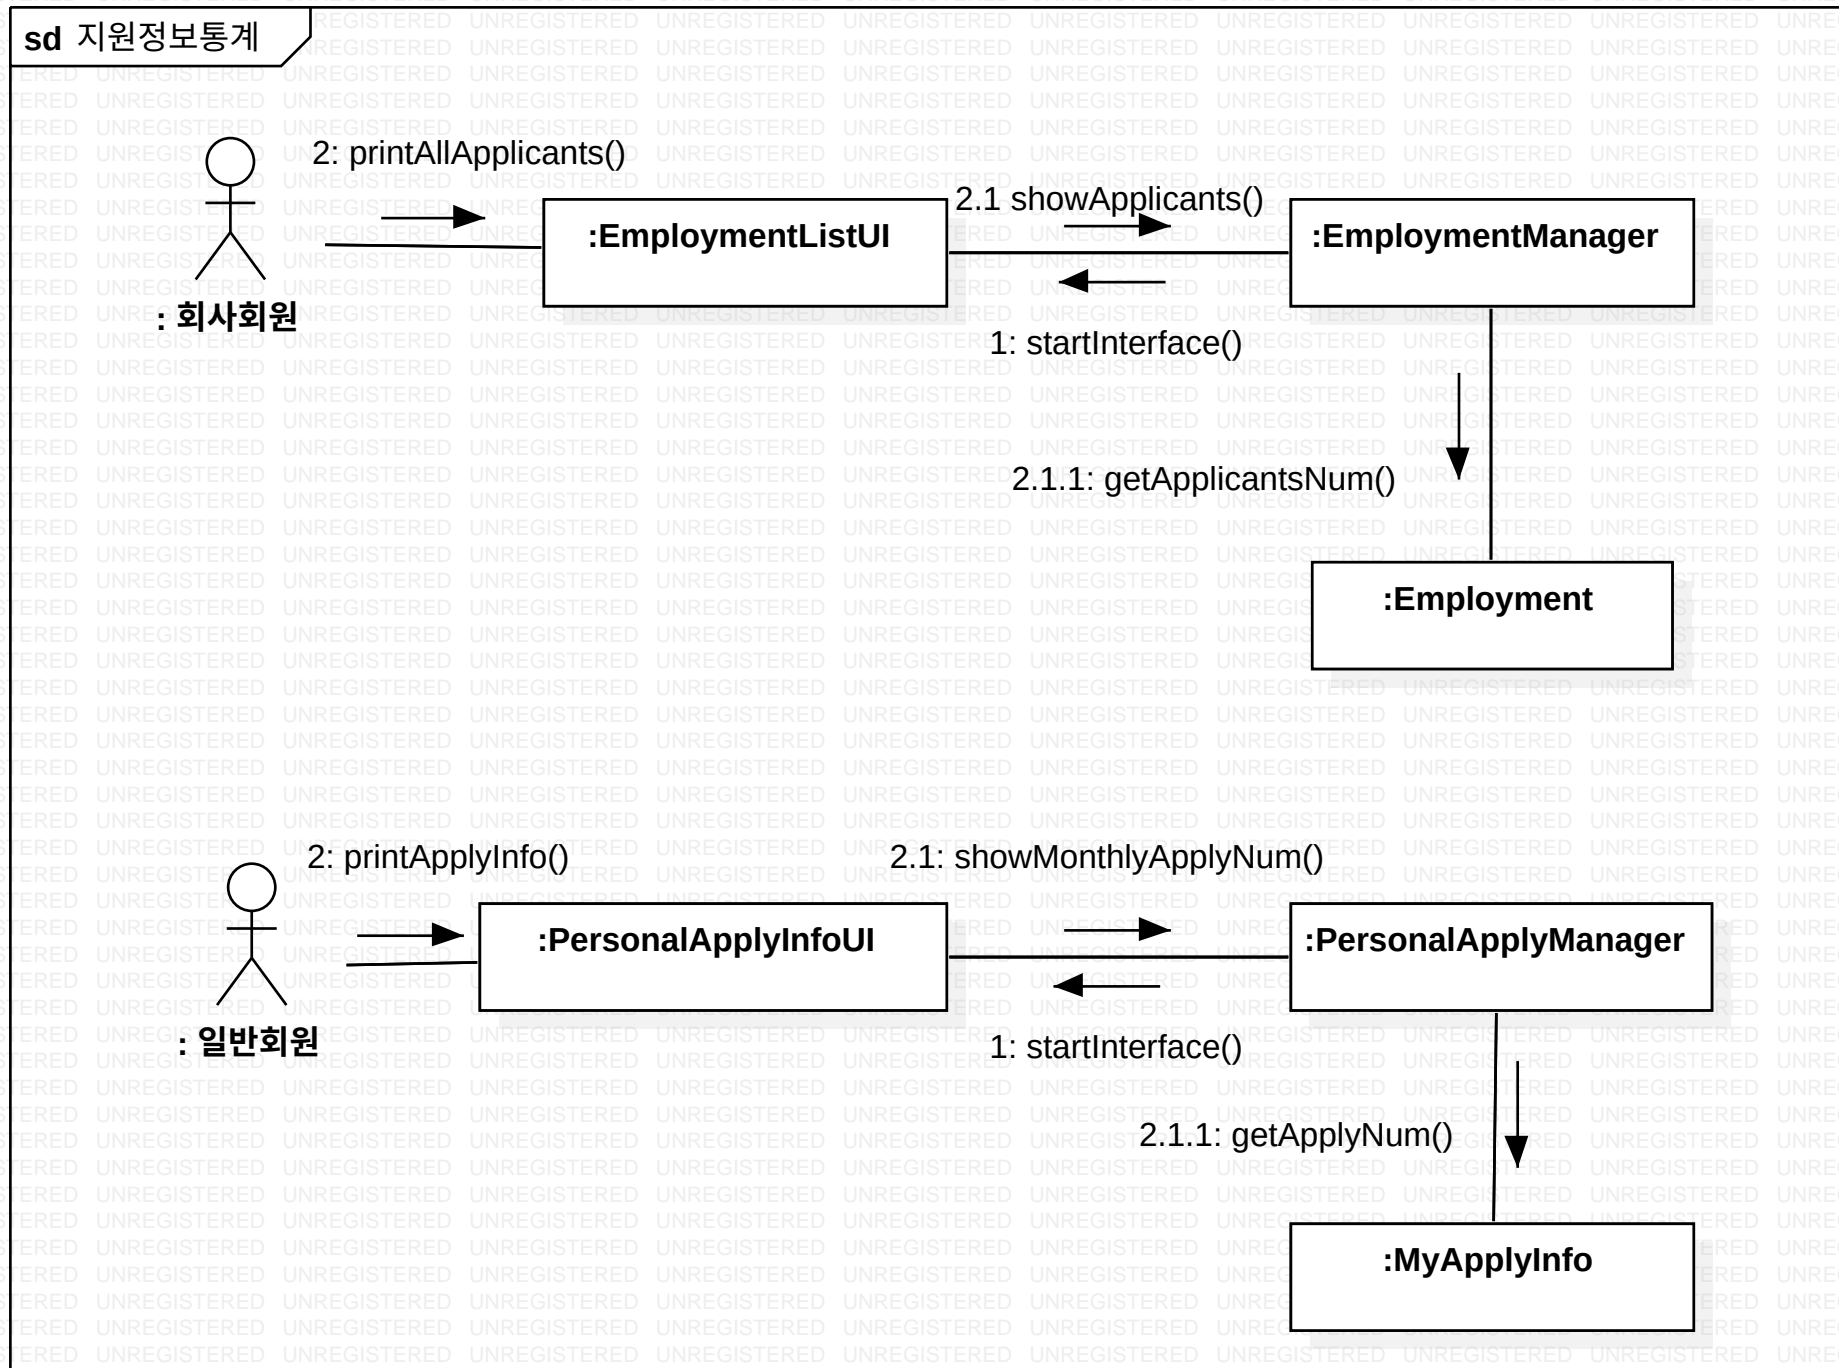 sd 지원정보통계
2: printAllApplicants()
2.1 showApplicants()
:EmploymentListUI
:EmploymentManager
: 회사회원
1: startInterface()
2.1.1: getApplicantsNum()
:Employment
2: printApplyInfo()
2.1: showMonthlyApplyNum()
:PersonalApplyInfoUI
:PersonalApplyManager
: 일반회원
1: startInterface()
2.1.1: getApplyNum()
:MyApplyInfo
UNREGISTERED